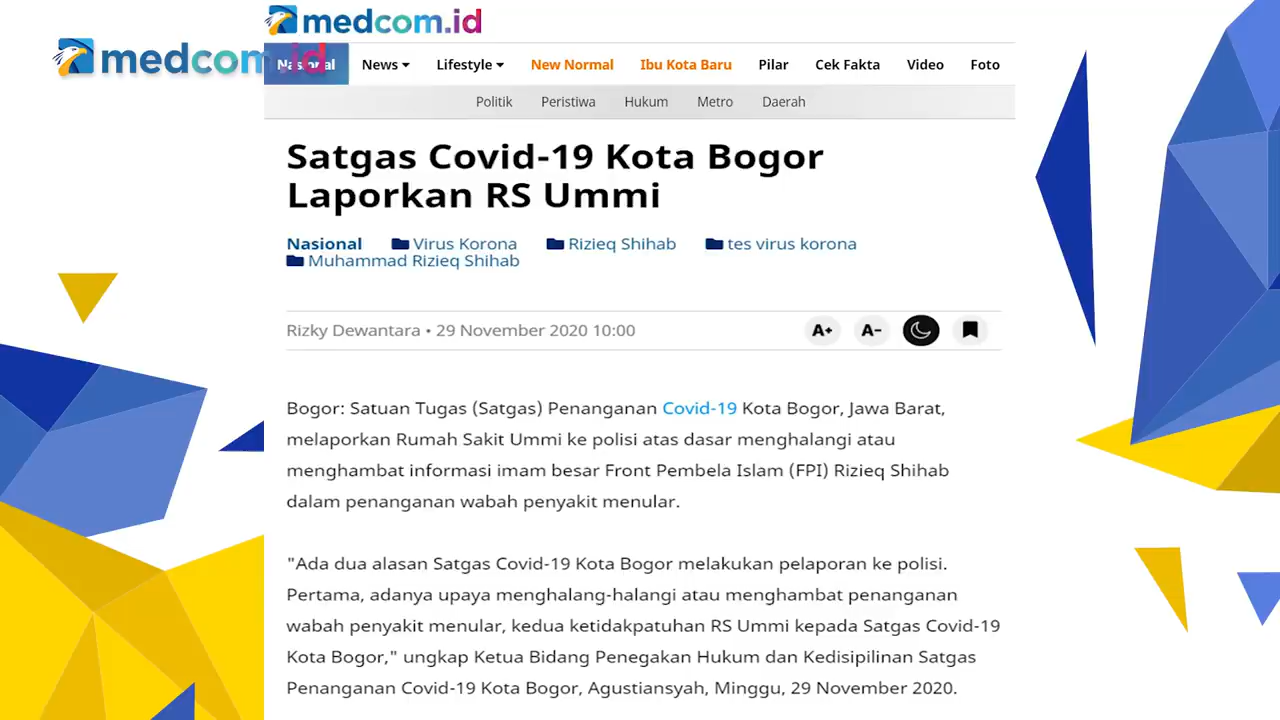 medcom.id
medcom.id
Nasional News Lifestyle New Normal Ibu Kota Baru Pilar Cek Fakta Video Foto
Politik Peristiwa Hukum Metro Daerah
Satgas Covid-19 Kota Bogor
Laporkan RS Ummi
Nasional Virus Korona Rizieq Shihab tes virus korona
Muhammad Rizieq Shihab
Rizky Dewantara • 29 November 2020 10:00 A+ A-
Bogor: Satuan Tugas (Satgas) Penanganan Covid-19 Kota Bogor, Jawa Barat,
melaporkan Rumah Sakit Ummi ke polisi atas dasar menghalangi atau
menghambat informasi imam besar Front Pembela Islam (FPI) Rizieq Shihab
dalam penanganan wabah penyakit menular.
"Ada dua alasan Satgas Covid-19 Kota Bogor melakukan pelaporan ke polisi.
Pertama, adanya upaya menghalang-halangi atau menghambat penanganan
wabah penyakit menular, kedua ketidakpatuhan RS Ummi kepada Satgas Covid-19
Kota Bogor," ungkap Ketua Bidang Penegakan Hukum dan Kedisipilinan Satgas
Penanganan Covid-19 Kota Bogor, Agustiansyah, Minggu, 29 November 2020.